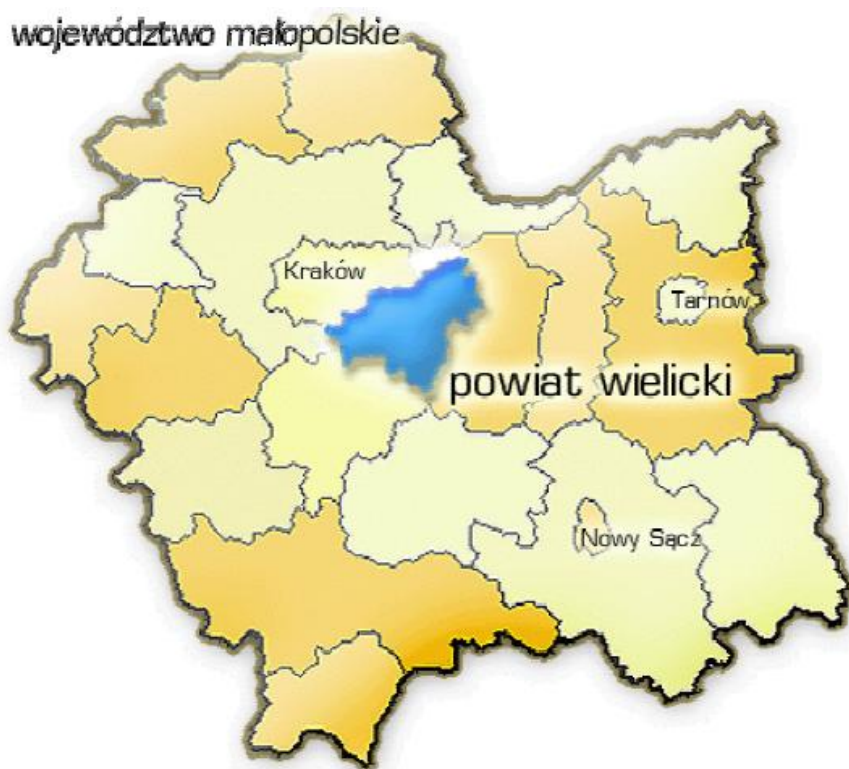 województwo małopolskie
Kraków
Tarnów
powiat wielicki
Nowy Sącz